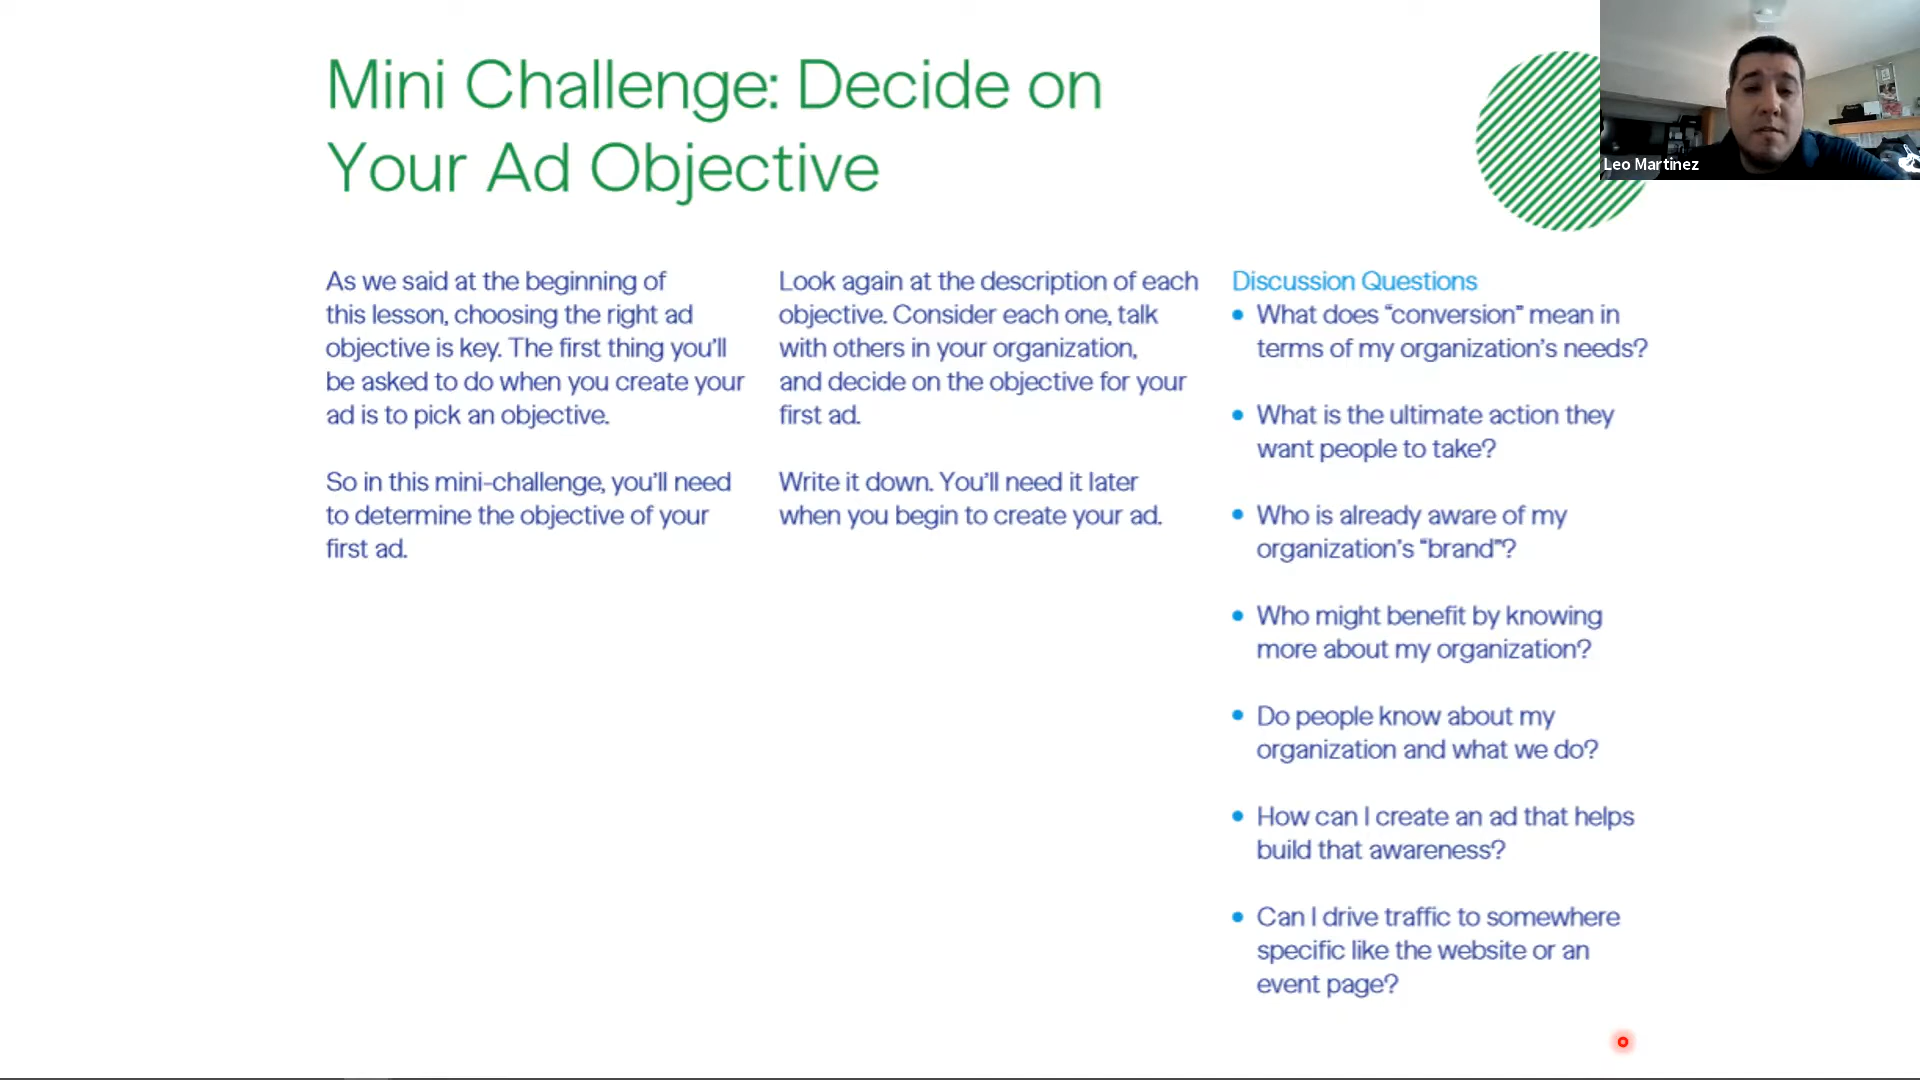 Mini Challenge: Decide on
Your Ad Objective
Leo Martinez
As we said at the beginning of
this lesson, choosing the right ad
objective is key. The first thing you'll
be asked to do when you create your
ad is to pick an objective.
So in this mini-challenge, you'll need
to determine the objective of your
first ad.
Look again at the description of each
objective. Consider each one, talk
with others in your organization,
and decide on the objective for your
first ad.
Write it down. You'll need it later
when you begin to create your ad.
Discussion Questions
• What does “conversion” mean in
terms of my organization's needs?
• What is the ultimate action they
want people to take?
• Who is already aware of my
organization's “brand”?
• Who might benefit by knowing
more about my organization?
• Do people know about my
organization and what we do?
• How can I create an ad that helps
build that awareness?
• Can I drive traffic to somewhere
specific like the website or an
event page?